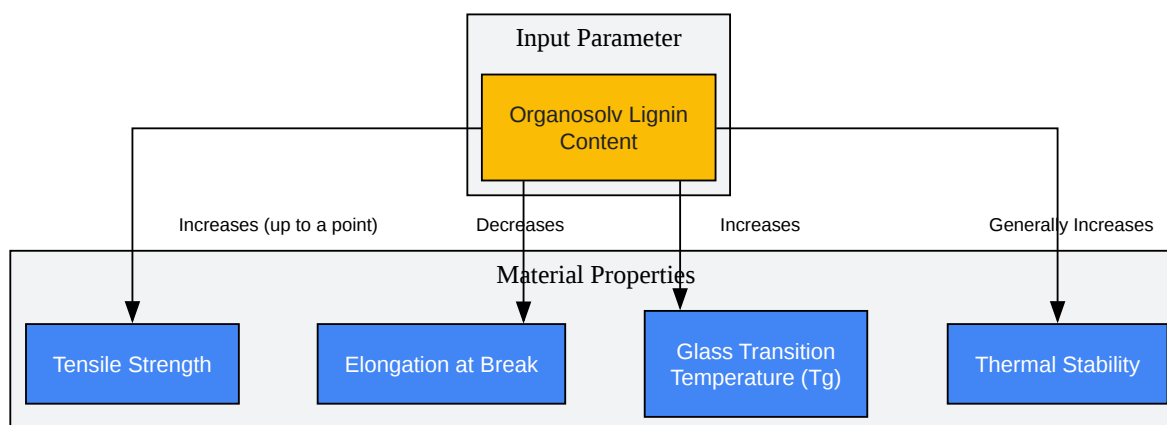 Input Parameter
Organosolv Lignin
Content
Increases (up to a point)
Decreases
Increases
Generally Increases
Material Properties
Tensile Strength
Elongation at Break
Glass Transition
Temperature (Tg)
Thermal Stability